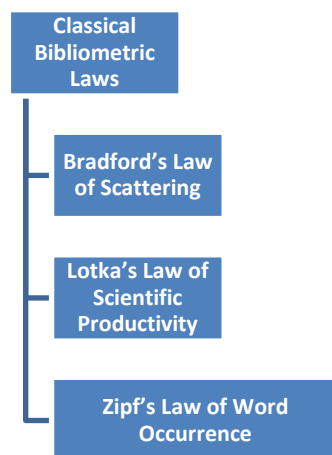 Classical
Bibliometric
Laws
Bradford's Law
of Scattering
Lotka's Law of
Scientific
Productivity
Zipf's Law of Word
Occurrence